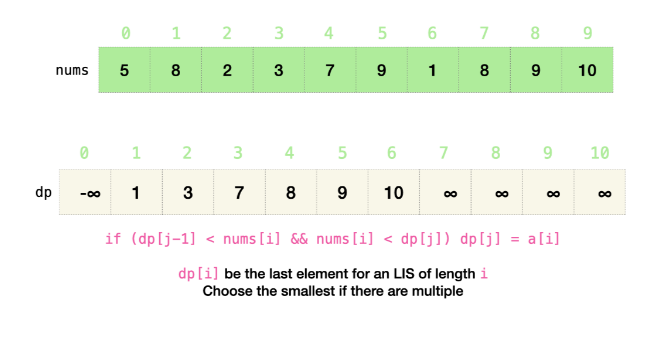 0 1 2 3 4 5 6 7 8 9
nums 5 8 2 3 7 9 1 8 9 10
0 1 2 3 4 5 6 7 8 9 10
dp -∞ 1 3 7 8 9 10 ∞ ∞ ∞ ∞
if (dp[j-1] < nums[i] && nums[i] < dp[j]) dp[j] = a[i]
dp[i] be the last element for an LIS of length i
Choose the smallest if there are multiple